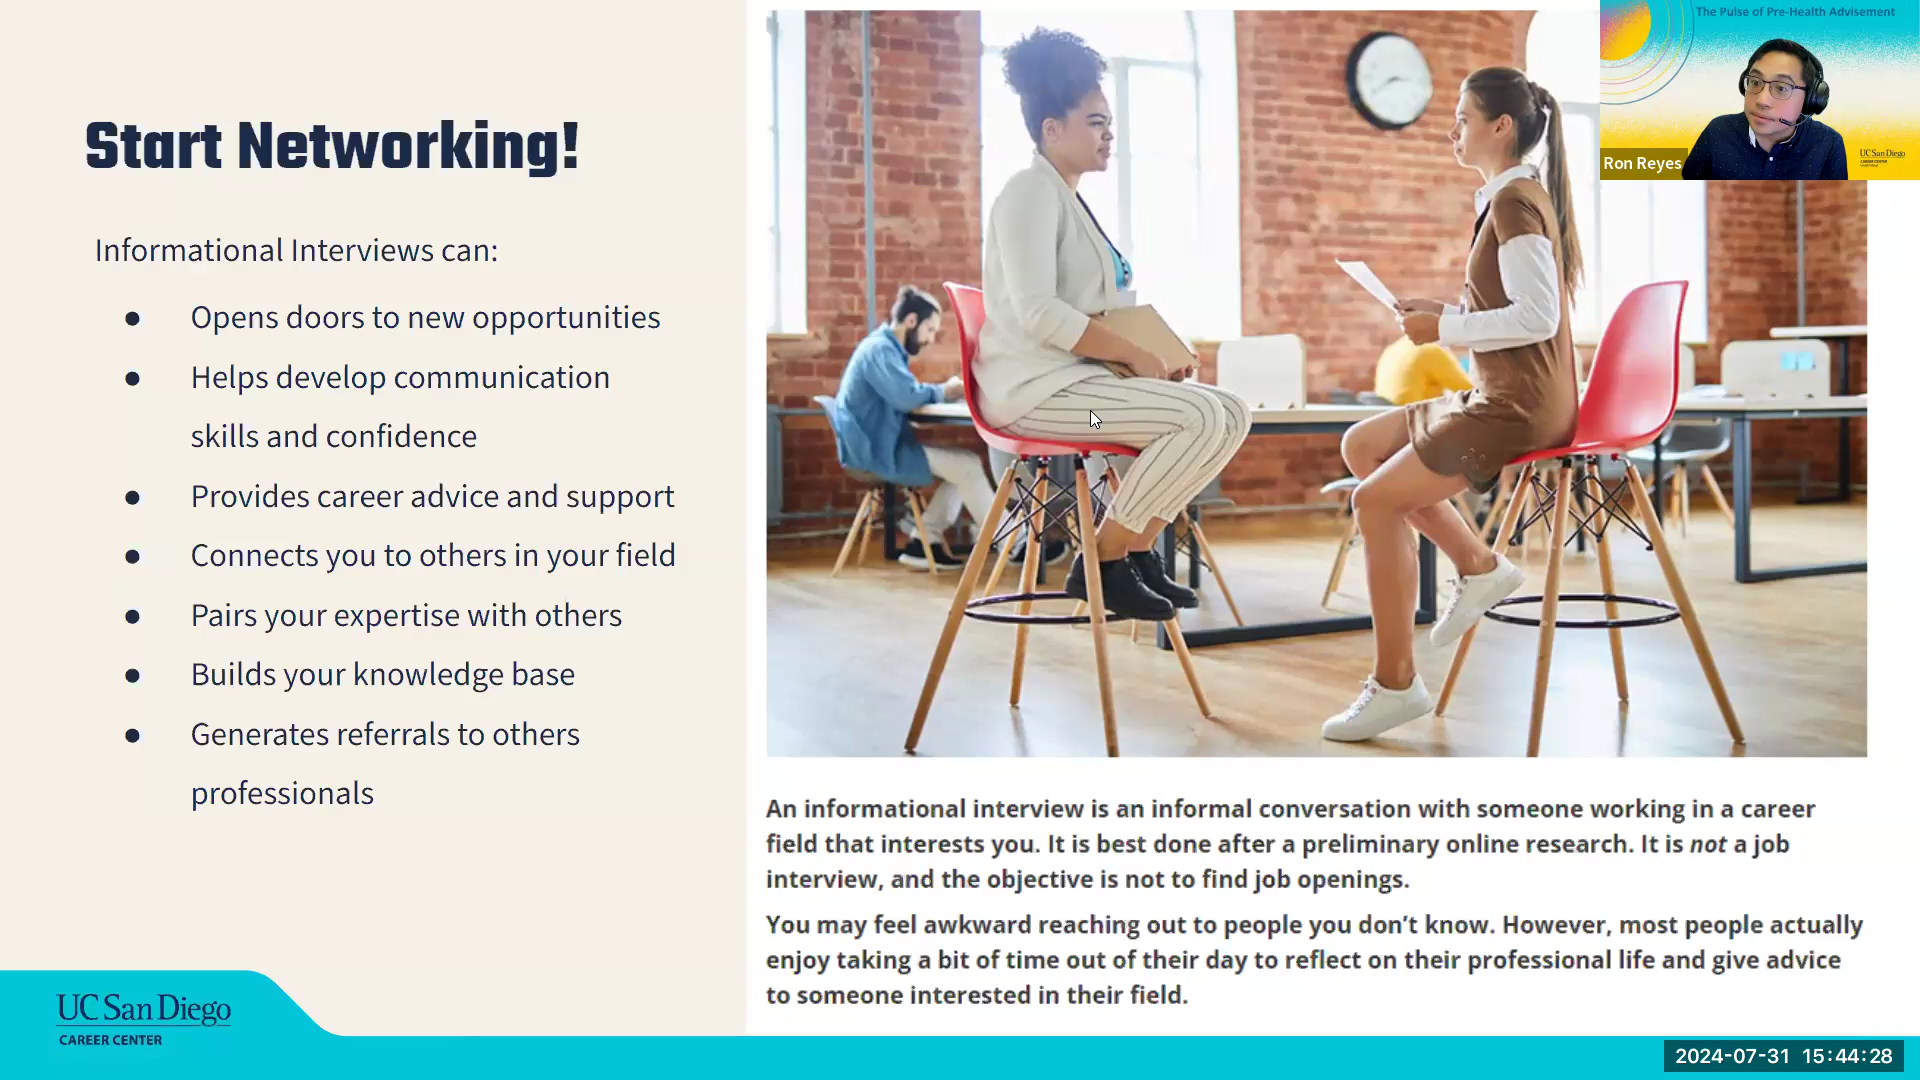 Start Networking!
Informational Interviews can:
● Opens doors to new opportunities
● Helps develop communication
skills and confidence
● Provides career advice and support
● Connects you to others in your field
● Pairs your expertise with others
● Builds your knowledge base
● Generates referrals to others
professionals
The Pulse of Pre-Health Advisement
Ron Reyes
UC San Diego
CAREER CENTER
An informational interview is an informal conversation with someone working in a career
field that interests you. It is best done after a preliminary online research. It is not a job
interview, and the objective is not to find job openings.
You may feel awkward reaching out to people you don’t know. However, most people actually
enjoy taking a bit of time out of their day to reflect on their professional life and give advice
to someone interested in their field.
UC San Diego
CAREER CENTER
2024-07-31 15:44:28